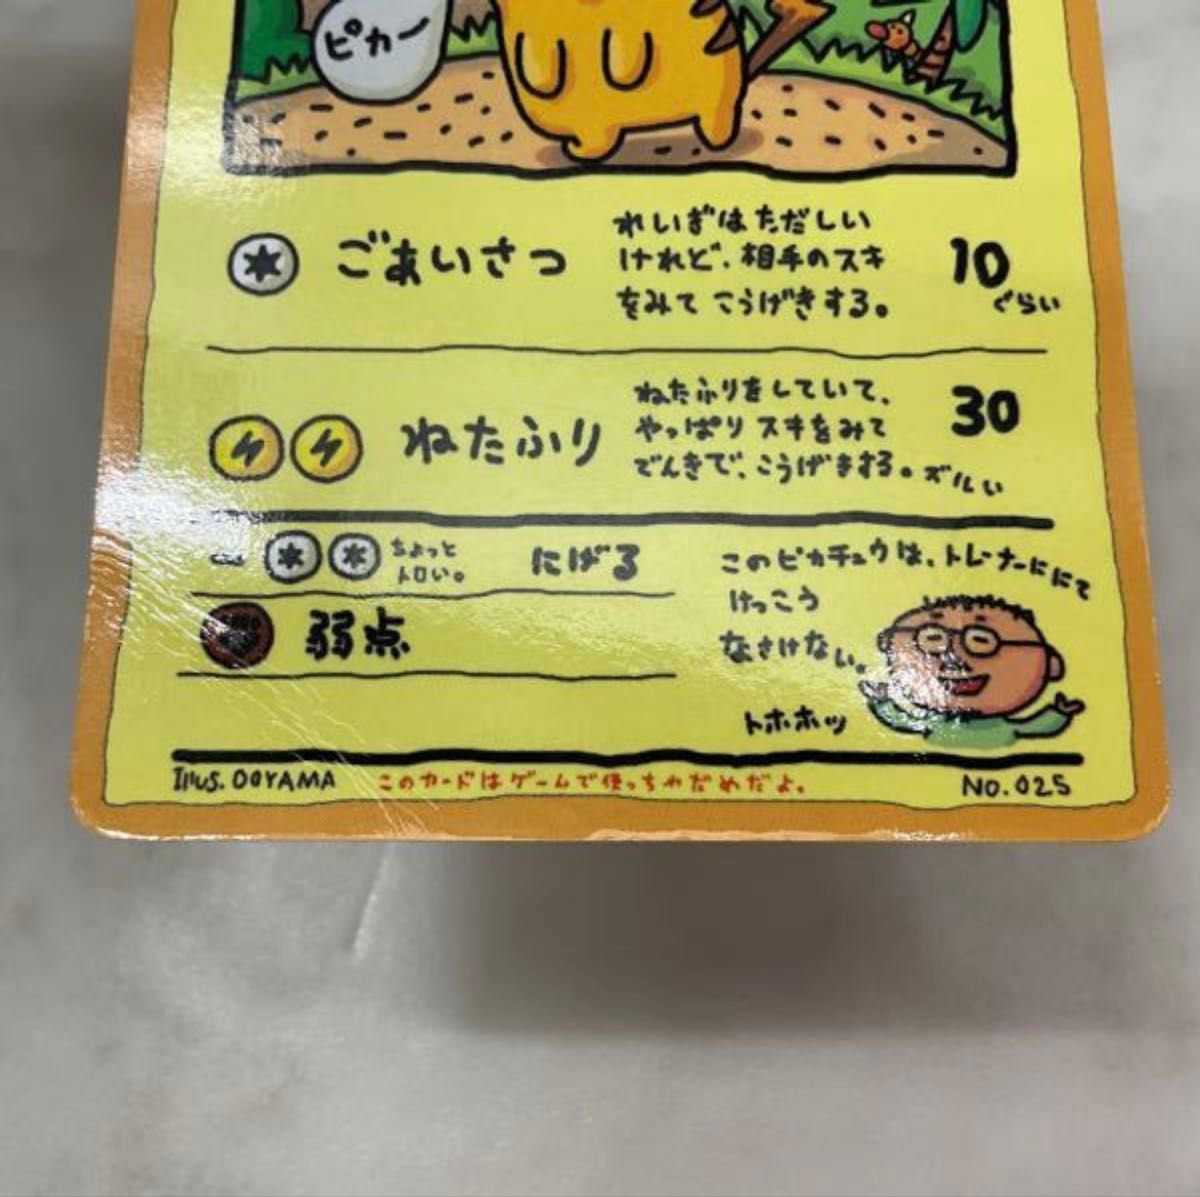 ピカー
ごあいさつ
れいぎはただしい
けれど、相手のスキ
をみてこうげきする。
10
ぐらい
ねたふり
ねたふりをしていて、
やっぱりスキをみて
でんきで、こうげきする。ズルい
30
ちょっと
トロい。
にげる
弱点
このピカチュウは、トレーナーににて
けっこう
なさけない。
トホホッ
Illus. OOYAMA
このカードはゲームで使っちゃだめだよ。
NO. 025